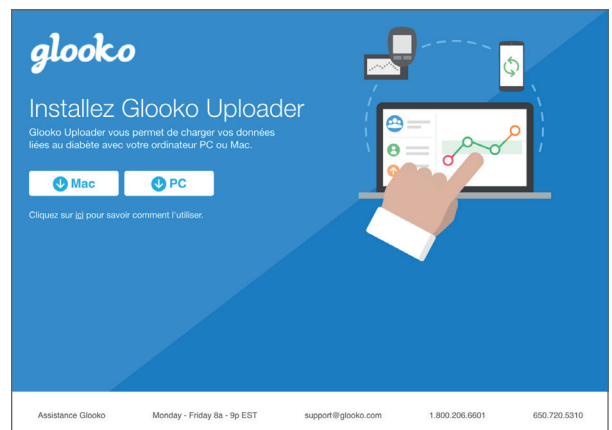 glooko
Installez Glooko Uploader
Glooko Uploader vous permet de charger vos données
liées au diabète avec votre ordinateur PC ou Mac.
Mac PC
Cliquez sur içi pour savoir comment l'utiliser.
Assistance Glooko Monday - Friday 8a - 9p EST support@glooko.com 1.800.206.6601 650.720.5310